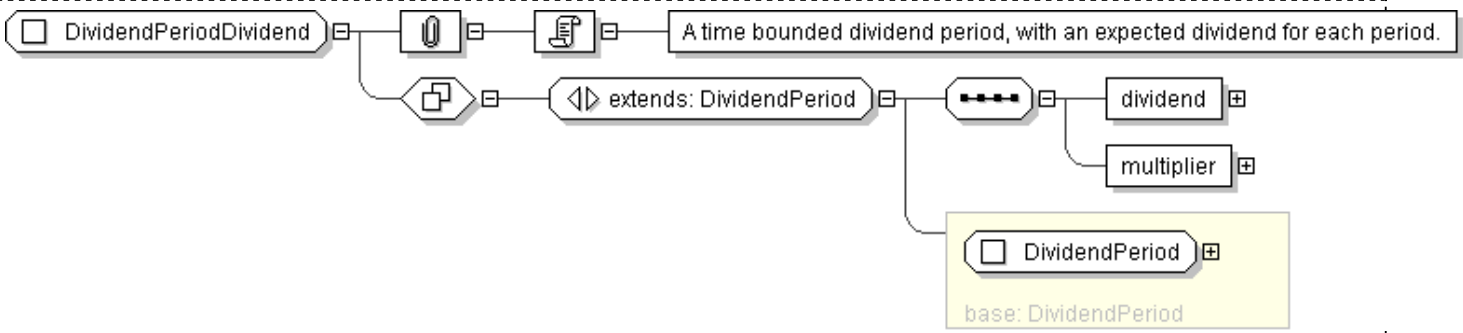 DividendPeriodDividend
A time bounded dividend period, with an expected dividend for each period.
extends: DividendPeriod
dividend
multiplier
DividendPeriod
base: DividendPeriod